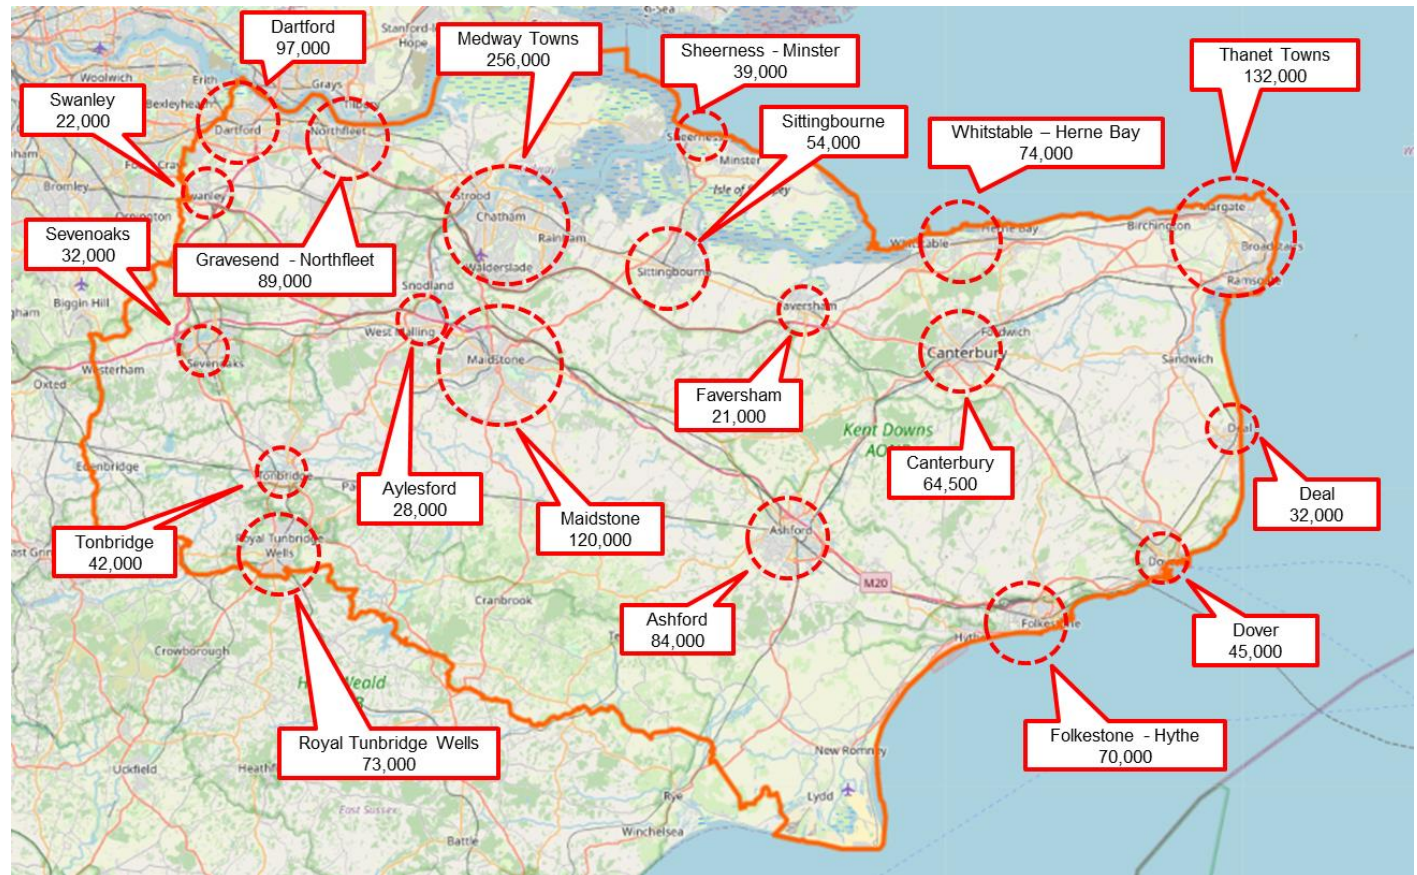 Dartford
97,000
Medway Towns
256,000
Sheerness - Minster
39,000
Thanet Towns
132,000
Swanley
22,000
Sittingbourne
54,000
Whitstable – Herne Bay
74,000
Sevenoaks
32,000
Gravesend - Northfleet
89,000
Faversham
21,000
Canterbury
64,500
Aylesford
28,000
Maidstone
120,000
Deal
32,000
Tonbridge
42,000
Ashford
84,000
Dover
45,000
Royal Tunbridge Wells
73,000
Folkestone - Hythe
70,000
Hope
Woolwich
Erith
Grays
Tilbury
Bexleyheath
Dartford
Northfleet
Sheerness
Minster
Bromley
Swanley
Strood
Chatham
Isle of Sheppey
Margate
Orpington
Rainham
Whitstable
Herne Bay
Birchington
Broadstairs
Walderslade
Sittingbourne
Ramsgate
Biggin Hill
Snodland
Faversham
West Malling
Fordwich
Sevenoaks
Maidstone
Canterbury
Sandwich
Westerham
Oxted
Kent Downs
Deal
Edenbridge
Tonbridge
Ashford
Royal Tunbridge
Wells
Dover
M20
Cranbrook
Folkestone
Crowborough
New Romney
Uckfield
Lydd
Rye
East Sussex
Winchelsea
Battle